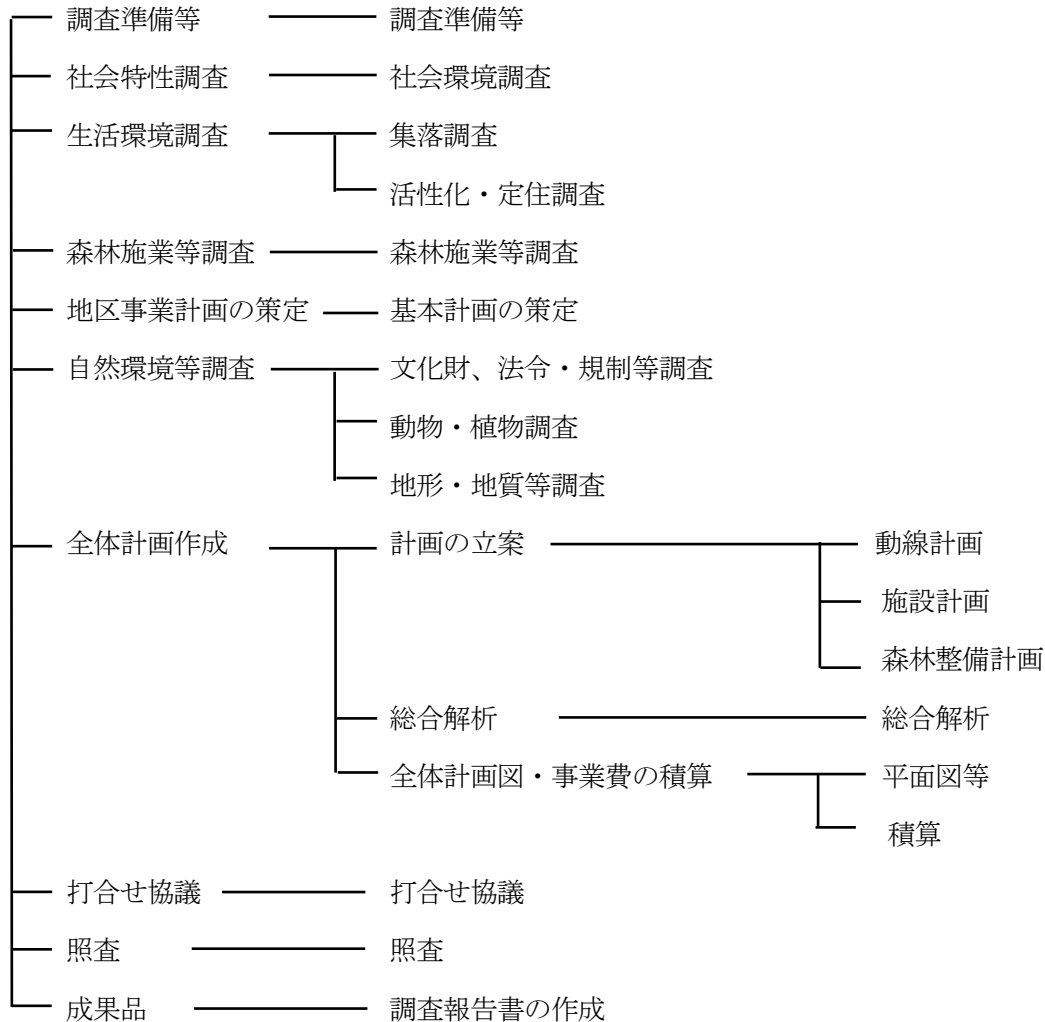 調査準備等 調査準備等
社会特性調査 社会環境調査
生活環境調査 集落調査
活性化・定住調査
森林施業等調査 森林施業等調査
地区事業計画の策定 基本計画の策定
自然環境等調査 文化財、法令・規制等調査
動物・植物調査
地形・地質等調査
全体計画作成 計画の立案 動線計画
施設計画
森林整備計画
総合解析 総合解析
全体計画図・事業費の積算 平面図等
積算
打合せ協議 打合せ協議
照査 照査
成果品 調査報告書の作成